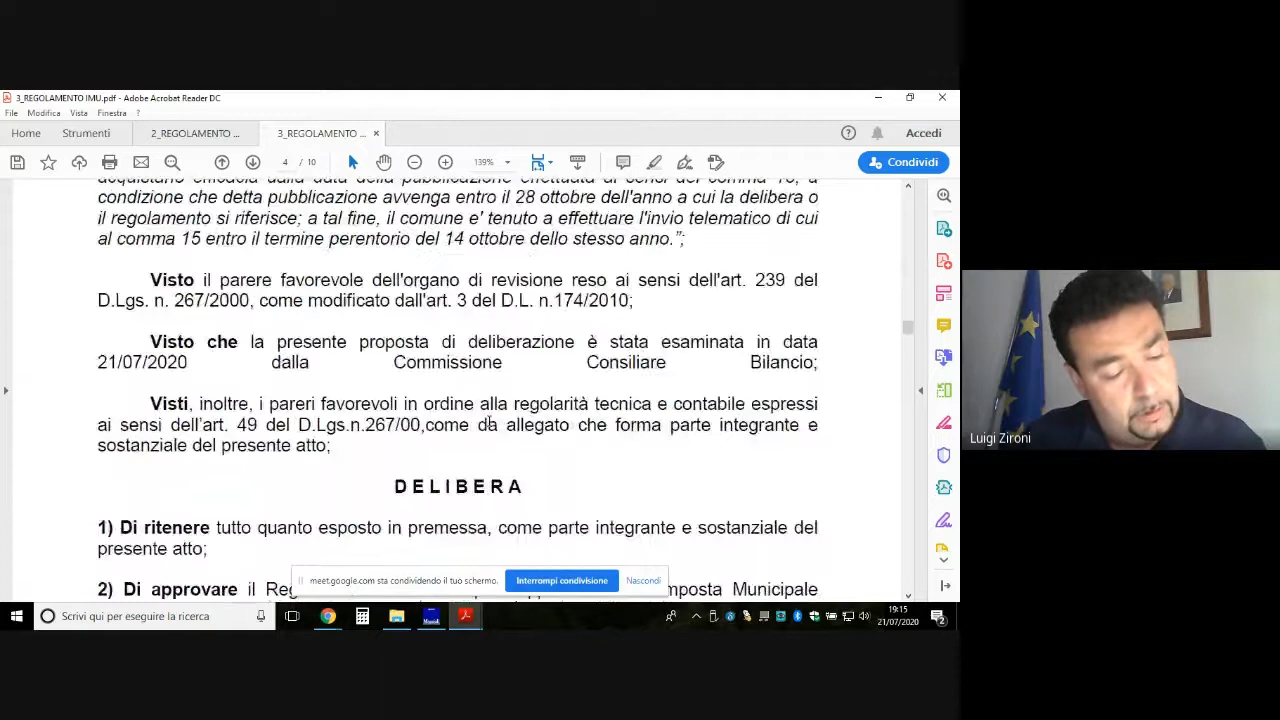 3_REGOLAMENTO IMU.pdf - Adobe Acrobat Reader DC
File Modifica Vista Finestra ?
Home Strumenti 2_REGOLAMENTO ... 3_REGOLAMENTO ... × Accedi
4 / 10 139% Condividi
condizione che detta pubblicazione avvenga entro il 28 ottobre dell'anno a cui la delibera o
il regolamento si riferisce; a tal fine, il comune e' tenuto a effettuare l'invio telematico di cui
al comma 15 entro il termine perentorio del 14 ottobre dello stesso anno.”;
Visto il parere favorevole dell'organo di revisione reso ai sensi dell'art. 239 del
D.Lgs. n. 267/2000, come modificato dall'art. 3 del D.L. n.174/2010;
Visto che la presente proposta di deliberazione è stata esaminata in data
21/07/2020 dalla Commissione Consiliare Bilancio;
Visti, inoltre, i pareri favorevoli in ordine alla regolarità tecnica e contabile espressi
ai sensi dell’art. 49 del D.Lgs.n.267/00,come da allegato che forma parte integrante e
sostanziale del presente atto;
D E L I B E R A
1) Di ritenere tutto quanto esposto in premessa, come parte integrante e sostanziale del
presente atto;
2) Di approvare il Municipale
meet.google.com sta condividendo il tuo schermo. Interrompi condivisione Nascondi
Scrivi qui per eseguire la ricerca
19:15
21/07/2020
2
Luigi Zironi